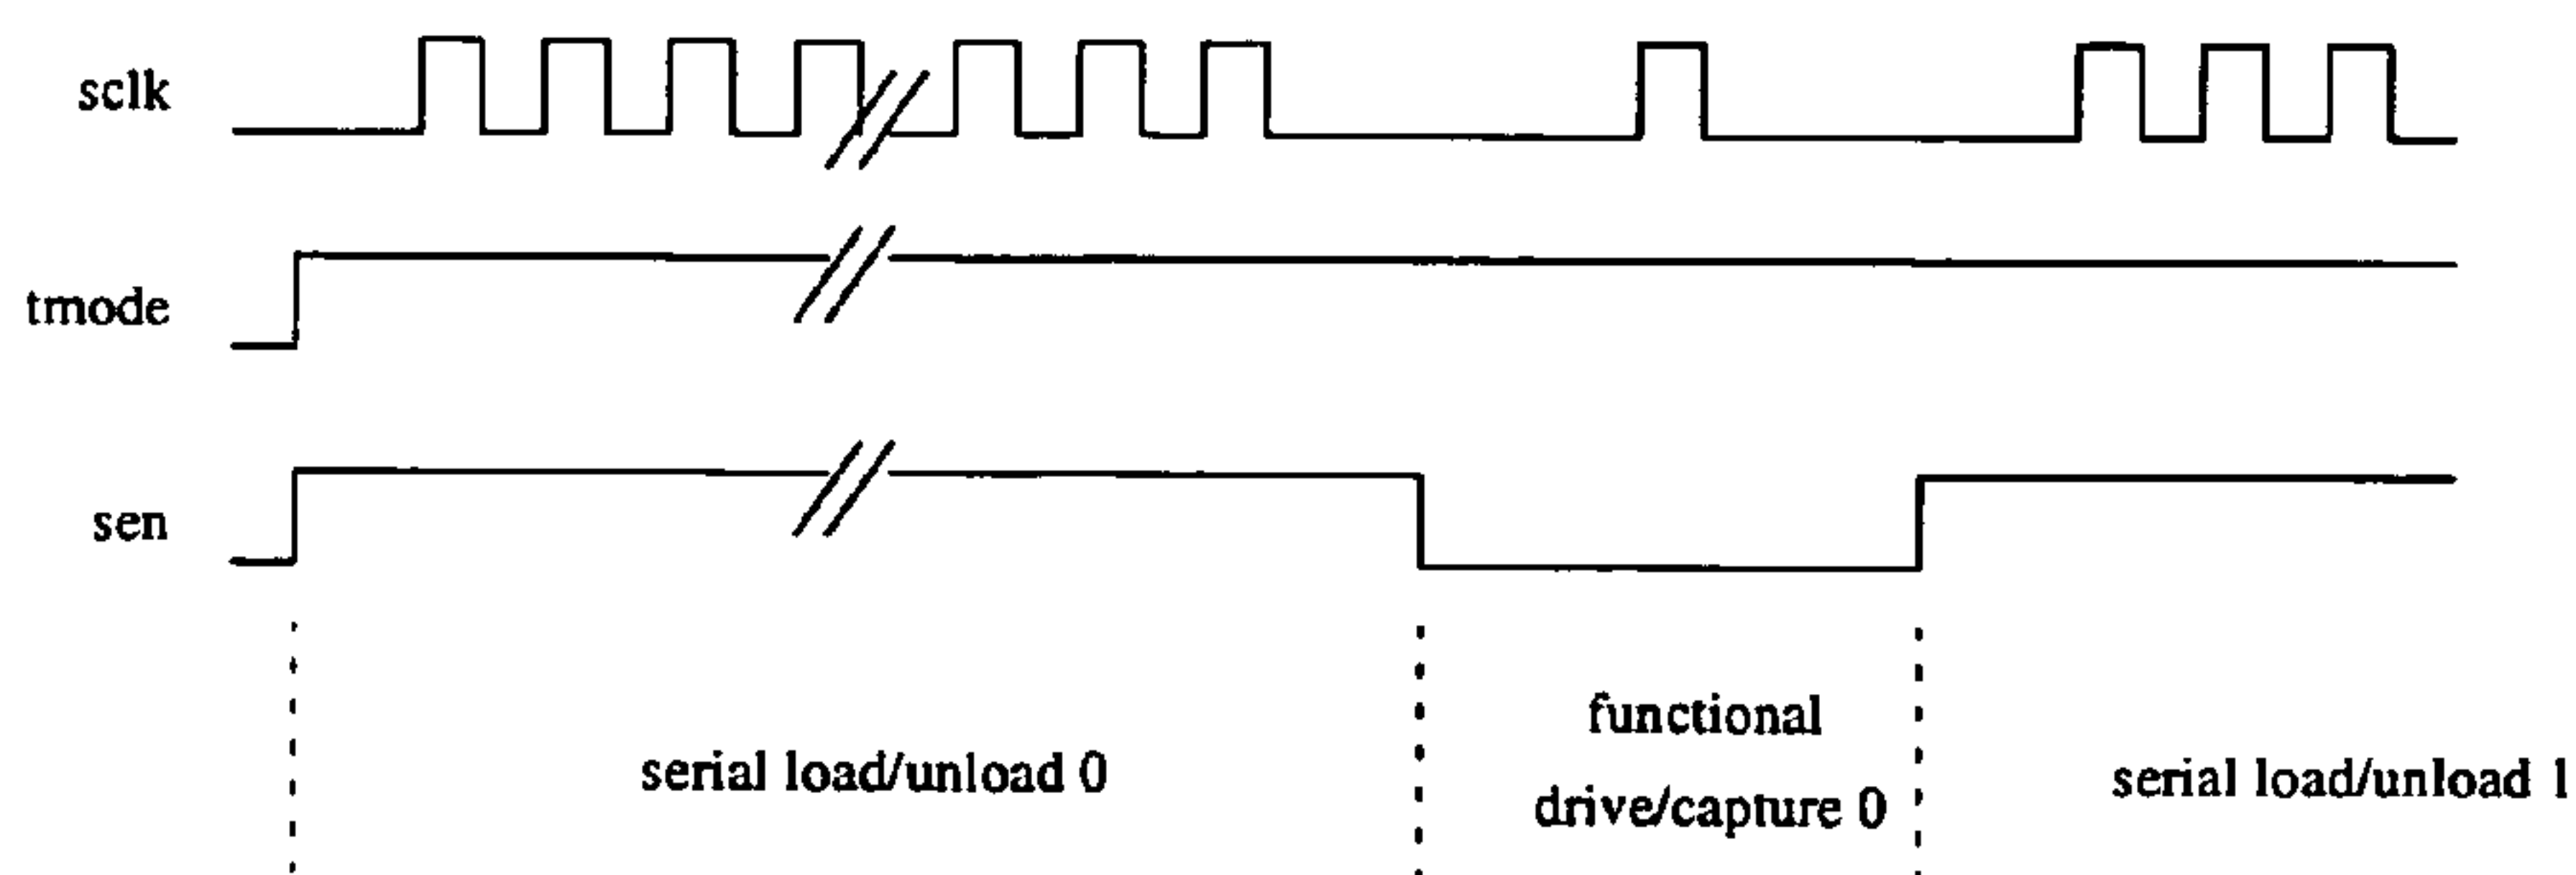 sclk
tmode
sen
serial load/unload 0
functional
drive/capture 0
serial load/unload 1